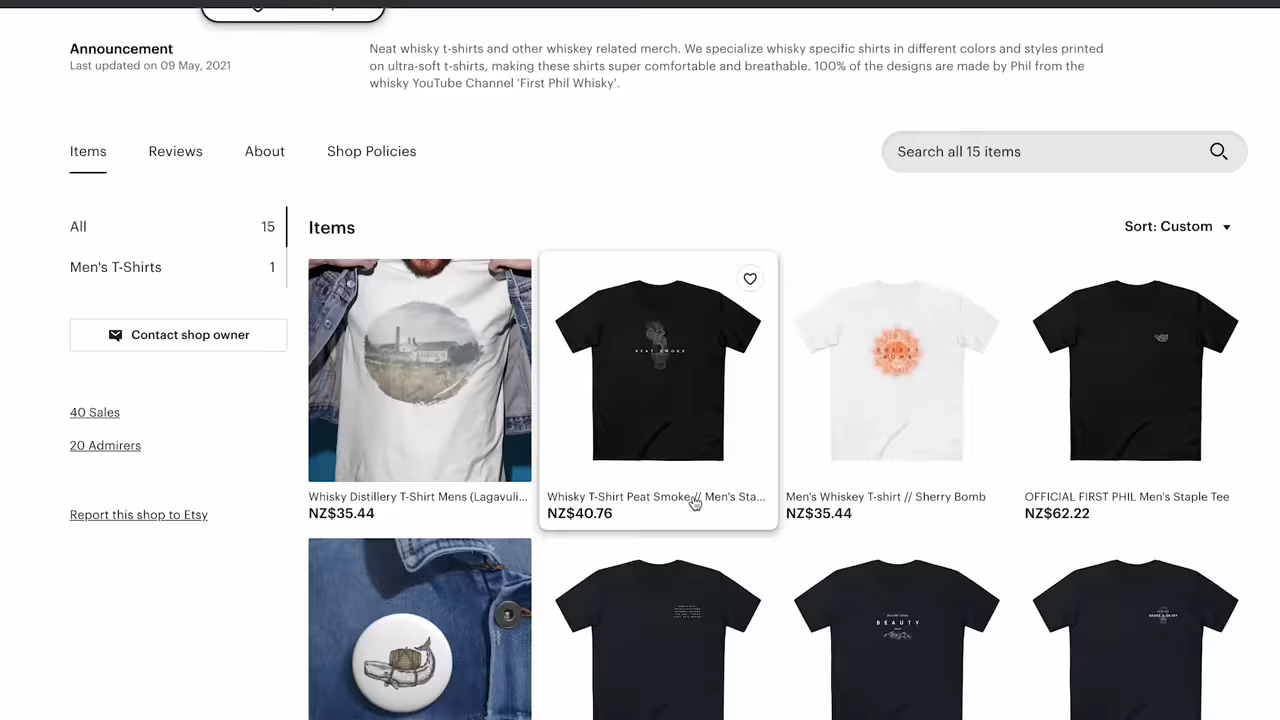 Announcement
Last updated on 09 May, 2021
Neat whisky t-shirts and other whiskey related merch. We specialize whisky specific shirts in different colors and styles printed
on ultra-soft t-shirts, making these shirts super comfortable and breathable. 100% of the designs are made by Phil from the
whisky YouTube Channel 'First Phil Whisky'.
Items
Reviews
About
Shop Policies
Search all 15 items
All 15
Men's T-Shirts 1
Contact shop owner
40 Sales
20 Admirers
Report this shop to Etsy
Items
Sort: Custom
PEAT SMOKE
SHERRY
BOMB
Whisky Distillery T-Shirt Mens (Lagavuli...
NZ$35.44
Whisky T-Shirt Peat Smoke // Men's Sta...
NZ$40.76
Men's Whiskey T-shirt // Sherry Bomb
NZ$35.44
OFFICIAL FIRST PHIL Men's Staple Tee
NZ$62.22
BEAUTY